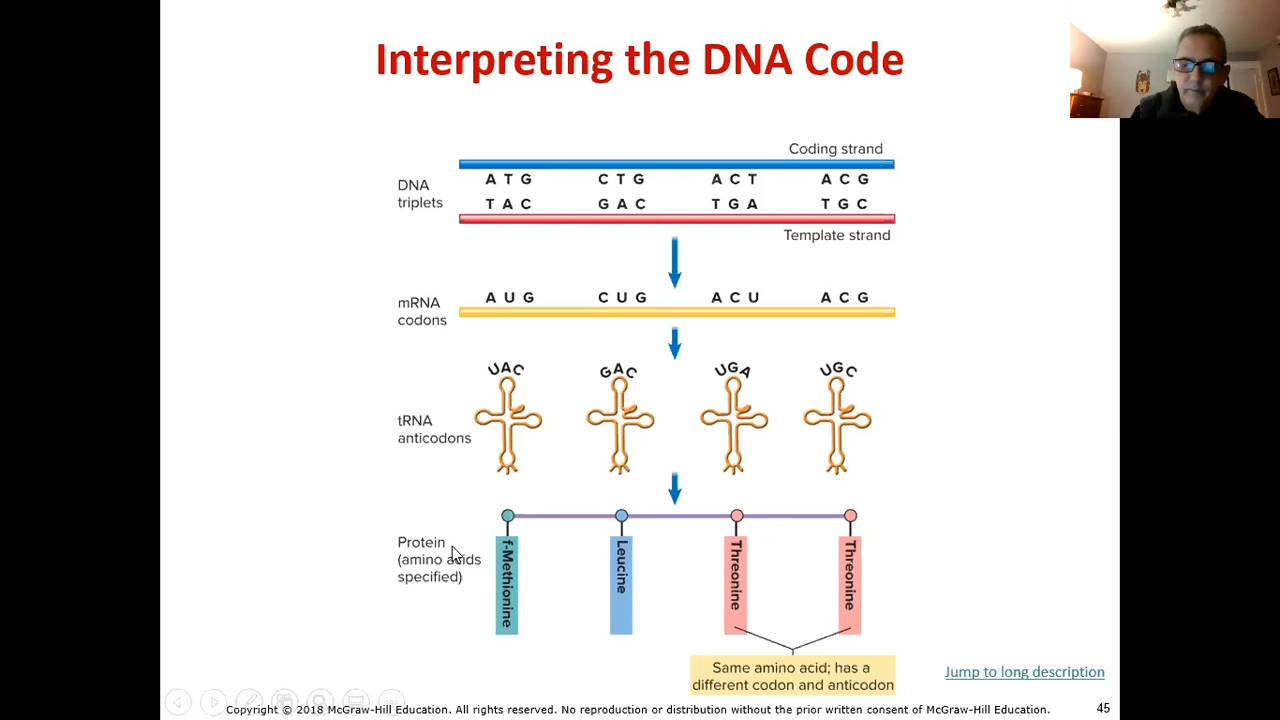 Interpreting the DNA Code
Coding strand
DNA
triplets
A T G C T G A C T A C G
T A C G A C T G A T G C
Template strand
mRNA
codons
A U G C U G A C U A C G
UAC GAC UGA UGC
tRNA
anticodons
Protein
(amino acids
specified)
f-Methionine
Leucine
Threonine
Threonine
Same amino acid; has a
different codon and anticodon
Jump to long description
Copyright © 2018 McGraw-Hill Education. All rights reserved. No reproduction or distribution without the prior written consent of McGraw-Hill Education.
45